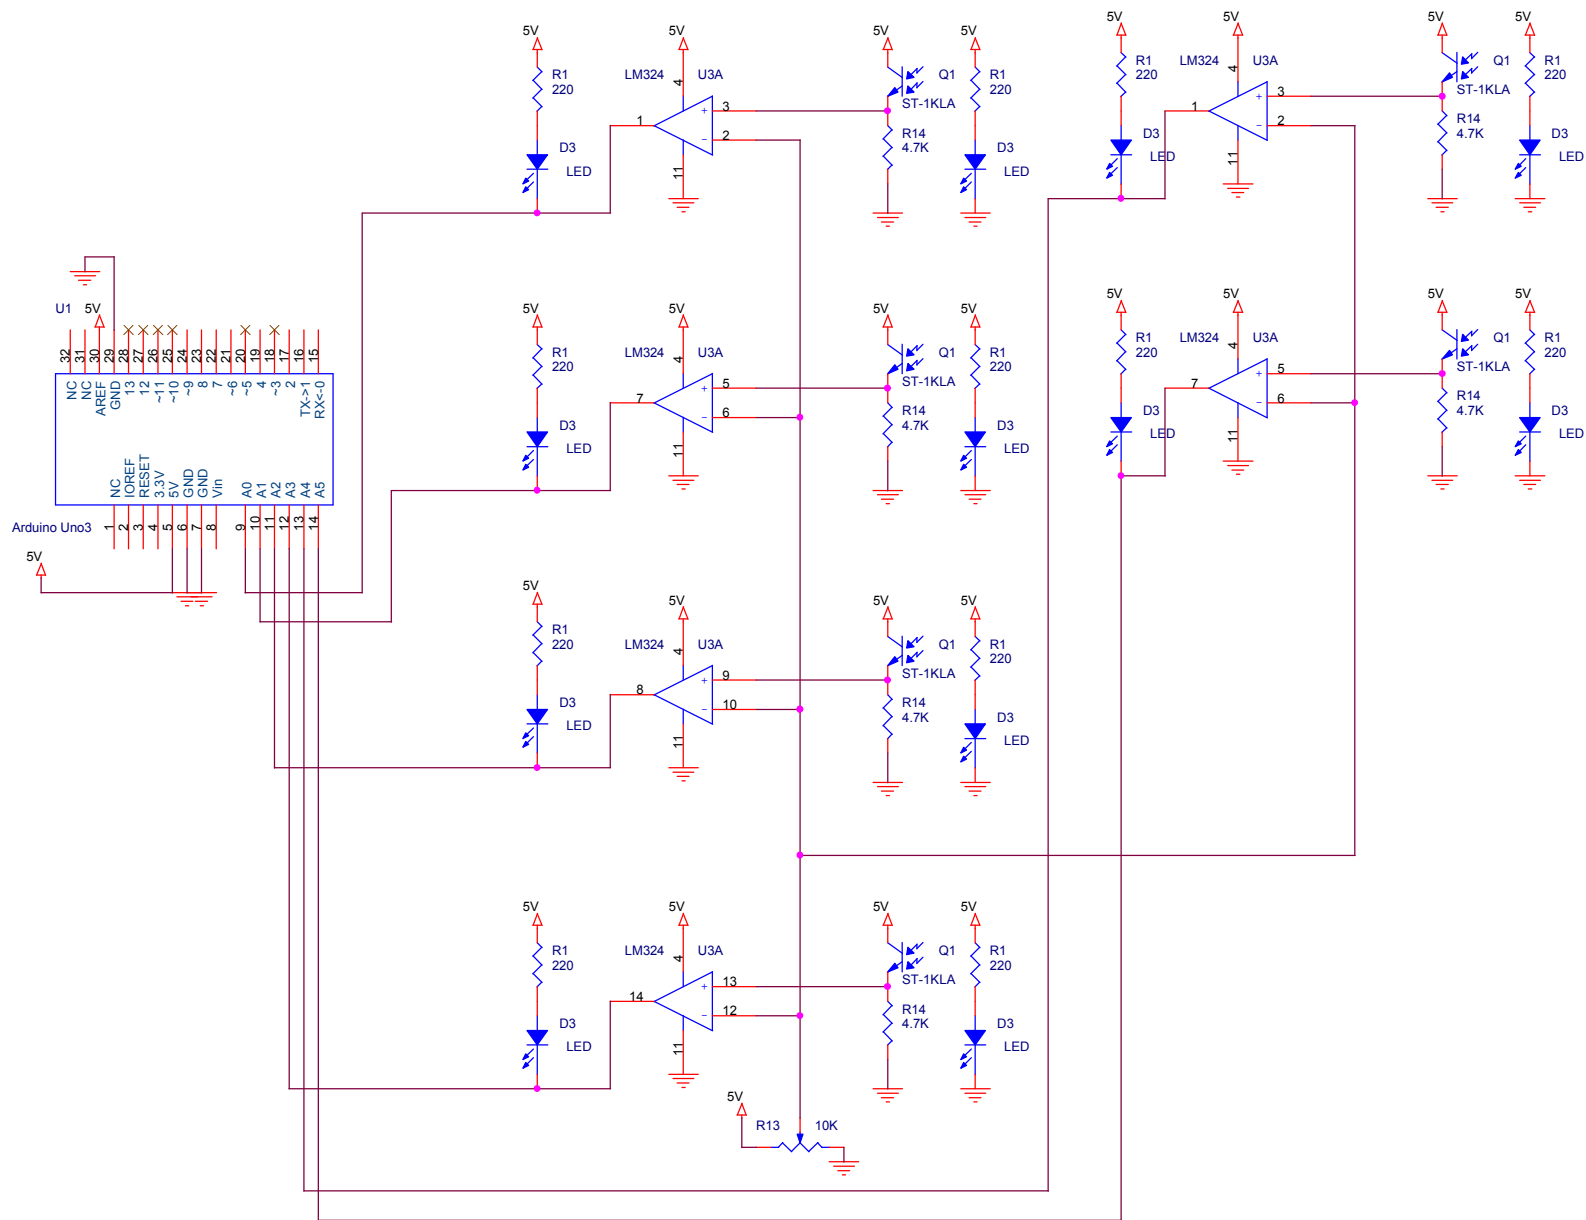 5V
R1
220
D3
LED
5V
LM324
U3A
4
3
+
2
−
1
11
5V
Q1
ST-1KLA
R14
4.7K
5V
R1
220
D3
LED
5V
R1
220
D3
LED
5V
LM324
U3A
4
3
+
2
−
1
11
5V
Q1
ST-1KLA
R14
4.7K
5V
R1
220
D3
LED
U1
5V
32
31
30
29
28
27
26
25
24
23
22
21
20
19
18
17
16
15
NC
NC
AREF
GND
13
12
~11
~10
~9
8
7
~6
~5
4
~3
2
TX->1
RX<-0
NC
IOREF
RESET
3.3V
5V
GND
GND
Vin
A0
A1
A2
A3
A4
A5
1
2
3
4
5
6
7
8
9
10
11
12
13
14
Arduino Uno3
5V
5V
R1
220
D3
LED
5V
LM324
U3A
4
5
+
6
−
7
11
5V
Q1
ST-1KLA
R14
4.7K
5V
R1
220
D3
LED
5V
R1
220
D3
LED
5V
LM324
U3A
4
5
+
6
−
7
11
5V
Q1
ST-1KLA
R14
4.7K
5V
R1
220
D3
LED
5V
R1
220
D3
LED
5V
LM324
U3A
4
9
+
10
−
8
11
5V
Q1
ST-1KLA
R14
4.7K
5V
R1
220
D3
LED
5V
R1
220
D3
LED
5V
LM324
U3A
4
13
+
12
−
14
11
5V
Q1
ST-1KLA
R14
4.7K
5V
R1
220
D3
LED
5V
R13
10K